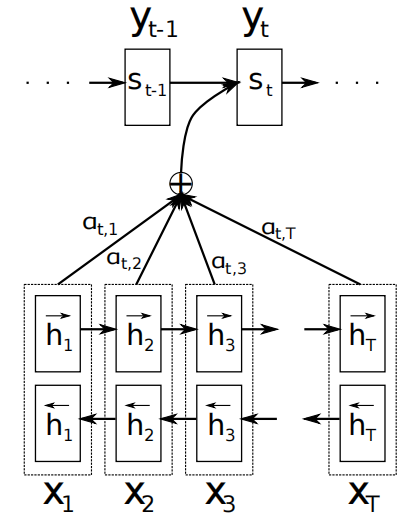 y_{t-1} y_t
. . . s_{t-1} s_t . . .
+
a_{t,1} a_{t,2} a_{t,3} a_{t,T}
\overrightarrow{h}_1 \overrightarrow{h}_2 \overrightarrow{h}_3 \overrightarrow{h}_T
\overleftarrow{h}_1 \overleftarrow{h}_2 \overleftarrow{h}_3 \overleftarrow{h}_T
x_1 x_2 x_3 x_T